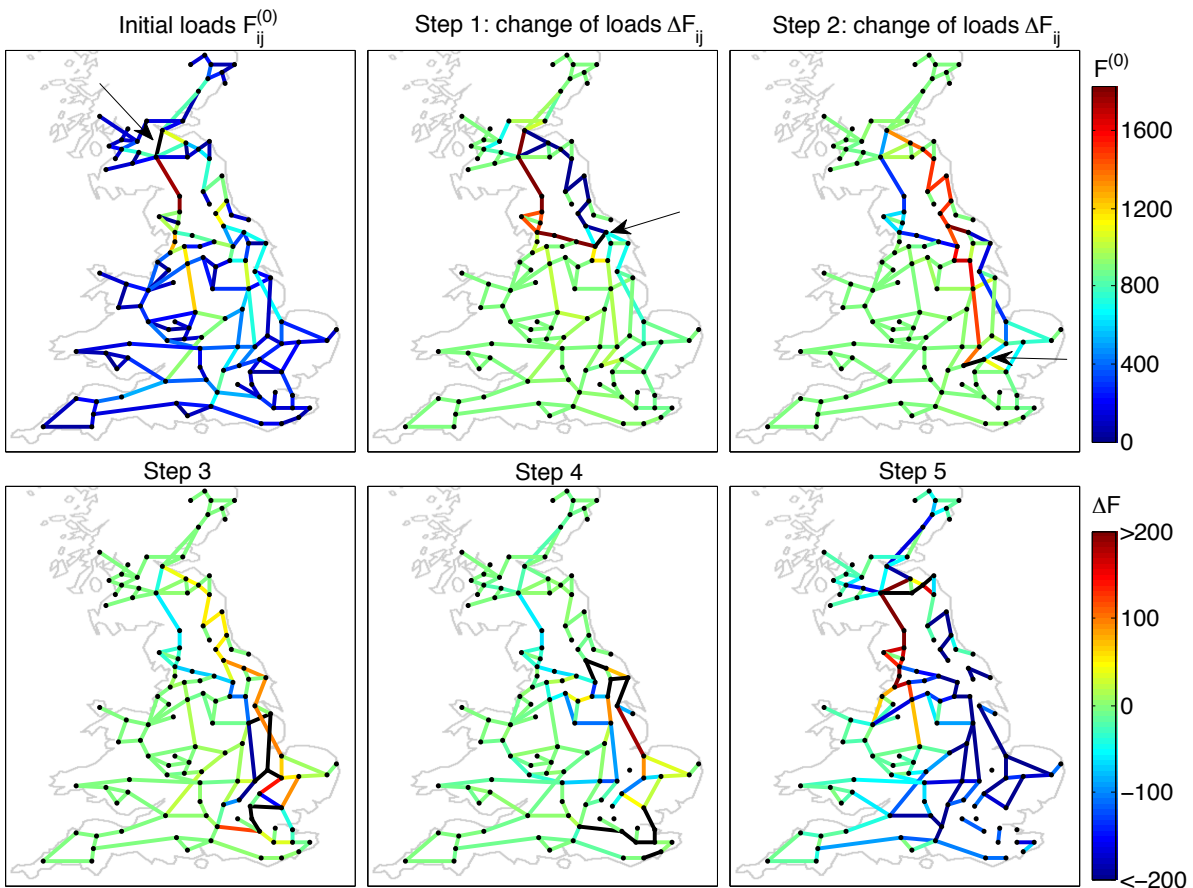 Initial loads F_ij^(0)
Step 1: change of loads ΔF_ij
Step 2: change of loads ΔF_ij
F^(0)
1600
1200
800
400
0
Step 3
Step 4
Step 5
ΔF
>200
100
0
−100
<−200